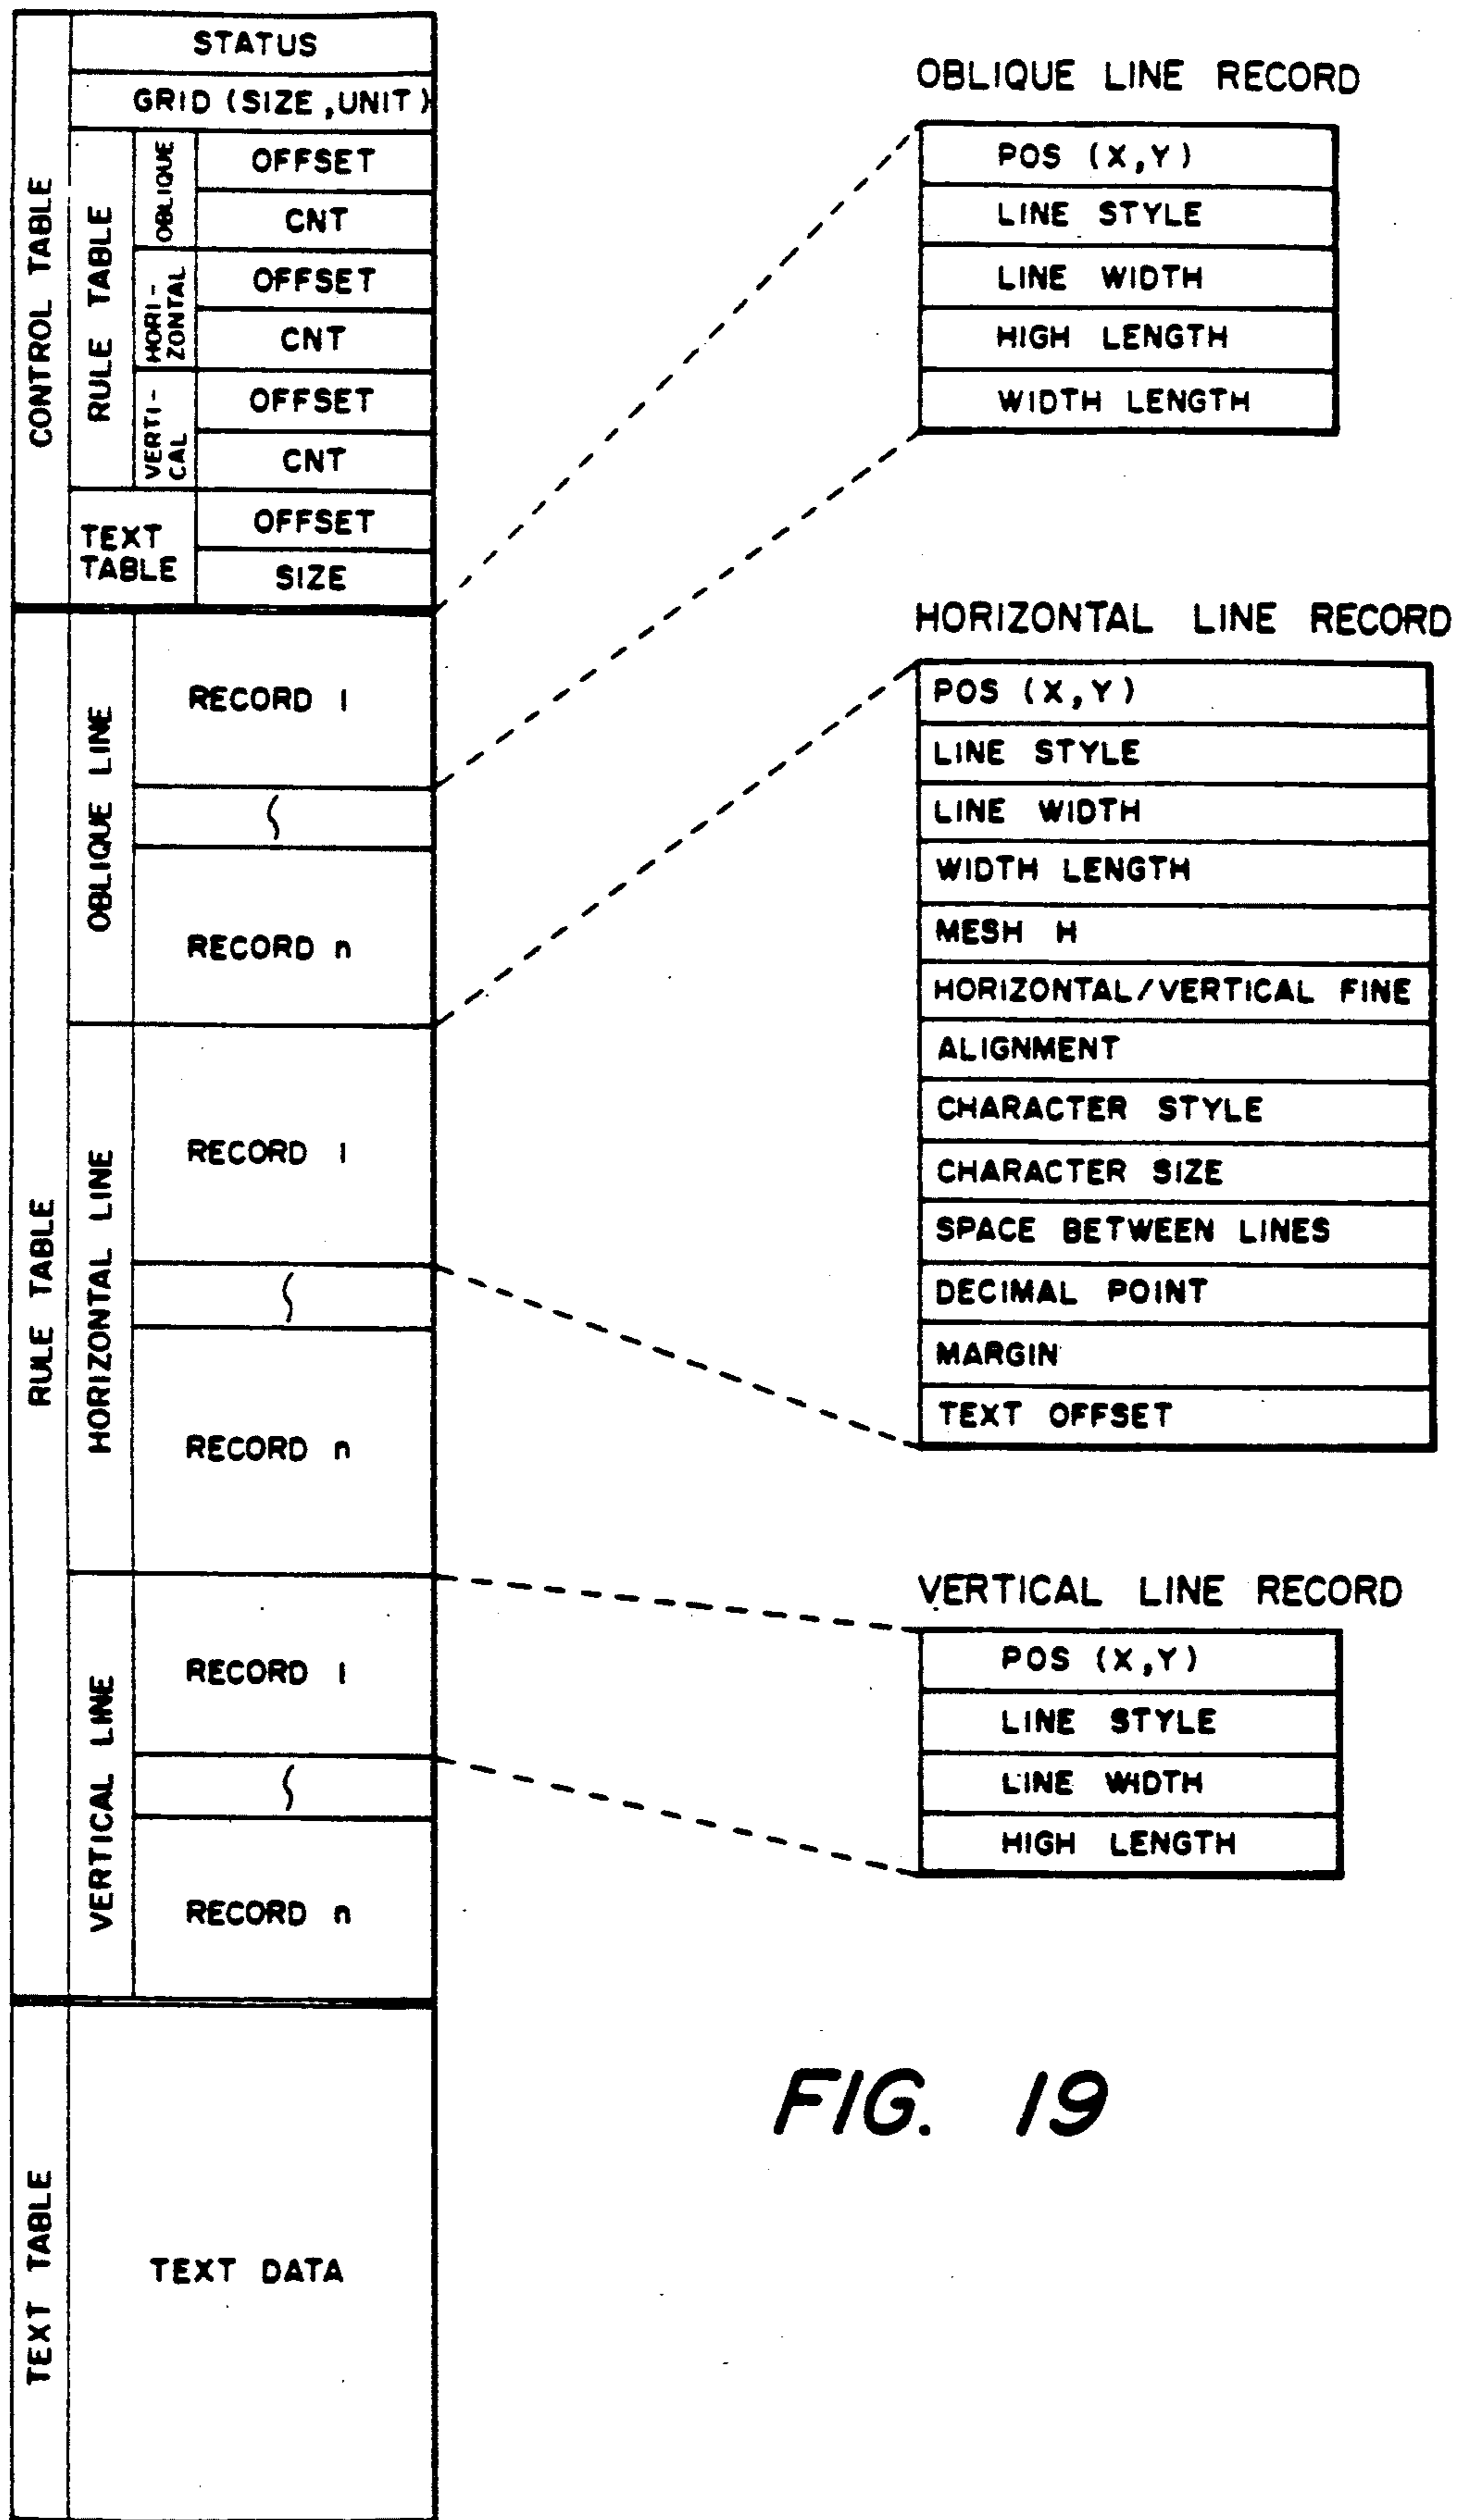 CONTROL TABLE
STATUS
GRID (SIZE, UNIT)
RULE TABLE
OBLIQUE
OFFSET
CNT
HORI-
ZONTAL
OFFSET
CNT
VERTI-
CAL
OFFSET
CNT
TEXT
TABLE
OFFSET
SIZE
RULE TABLE
OBLIQUE LINE
RECORD 1
RECORD n
HORIZONTAL LINE
RECORD 1
RECORD n
VERTICAL LINE
RECORD 1
RECORD n
TEXT TABLE
TEXT DATA
OBLIQUE LINE RECORD
POS (X,Y)
LINE STYLE
LINE WIDTH
HIGH LENGTH
WIDTH LENGTH
HORIZONTAL LINE RECORD
POS (X,Y)
LINE STYLE
LINE WIDTH
WIDTH LENGTH
MESH H
HORIZONTAL/VERTICAL FINE
ALIGNMENT
CHARACTER STYLE
CHARACTER SIZE
SPACE BETWEEN LINES
DECIMAL POINT
MARGIN
TEXT OFFSET
VERTICAL LINE RECORD
POS (X,Y)
LINE STYLE
LINE WIDTH
HIGH LENGTH
FIG. 19